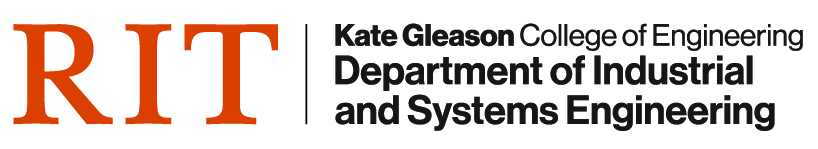 RIT
Kate Gleason College of Engineering
Department of Industrial
and Systems Engineering